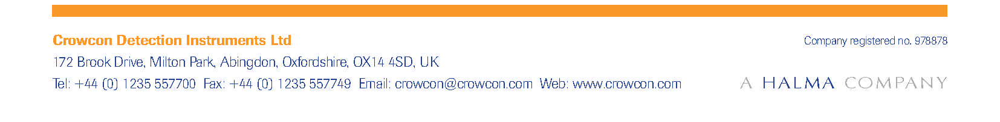 Crowcon Detection Instruments Ltd
Company registered no. 978878
172 Brook Drive, Milton Park, Abingdon, Oxfordshire, OX14 4SD, UK
Tel: +44 (0) 1235 557700 Fax: +44 (0) 1235 557749 Email: crowcon@crowcon.com Web: www.crowcon.com
A HALMA COMPANY